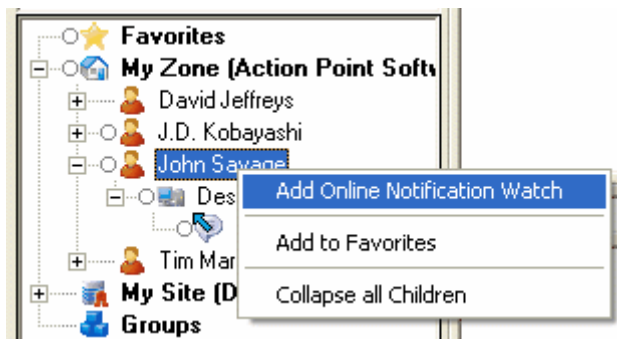 Favorites
My Zone (Action Point Softw
David Jeffreys
J.D. Kobayashi
John Savage
Add Online Notification Watch
Des
Add to Favorites
Tim Mar
Collapse all Children
My Site (D
Groups